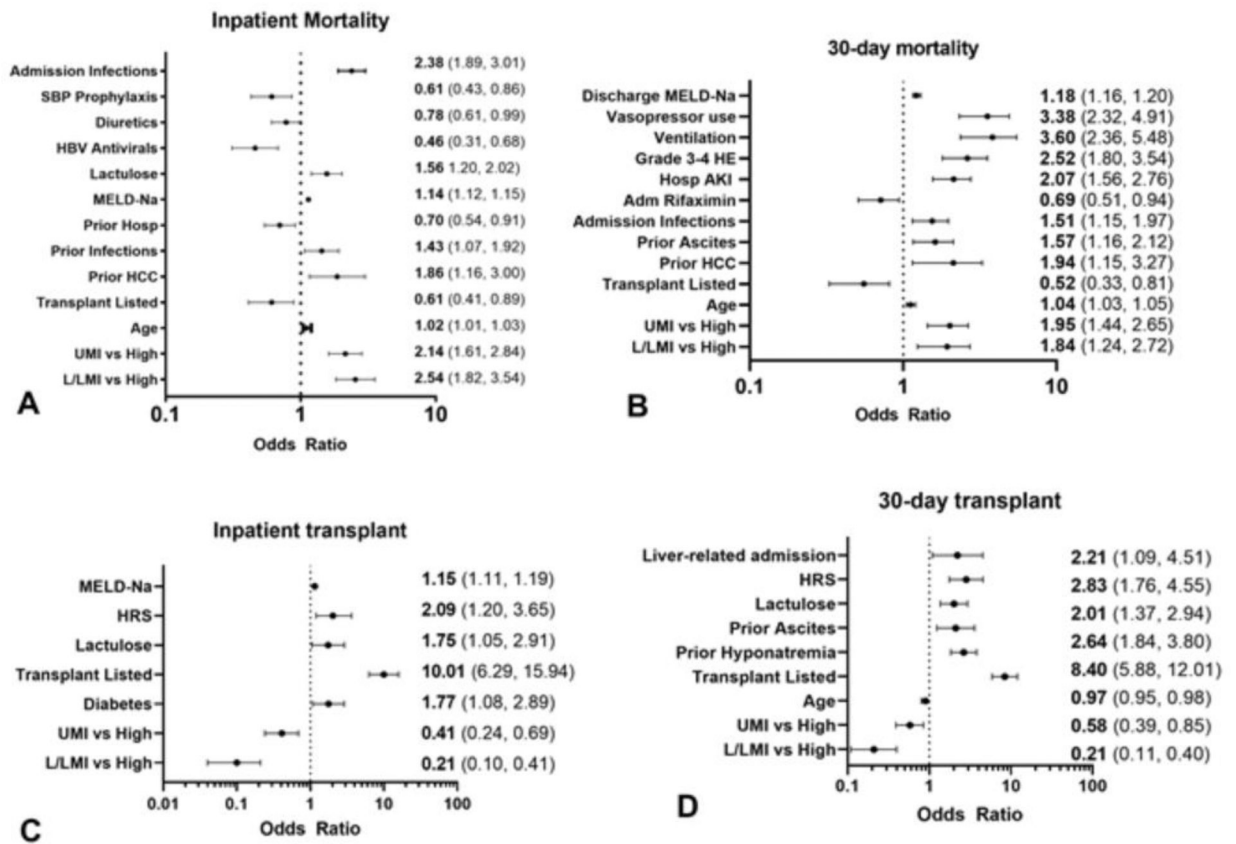 Inpatient Mortality
Admission Infections 2.38 (1.89, 3.01)
SBP Prophylaxis 0.61 (0.43, 0.86)
Diuretics 0.78 (0.61, 0.99)
HBV Antivirals 0.46 (0.31, 0.68)
Lactulose 1.56 1.20, 2.02)
MELD-Na 1.14 (1.12, 1.15)
Prior Hosp 0.70 (0.54, 0.91)
Prior Infections 1.43 (1.07, 1.92)
Prior HCC 1.86 (1.16, 3.00)
Transplant Listed 0.61 (0.41, 0.89)
Age 1.02 (1.01, 1.03)
UMI vs High 2.14 (1.61, 2.84)
L/LMI vs High 2.54 (1.82, 3.54)
A
0.1 1 10
Odds Ratio
30-day mortality
Discharge MELD-Na 1.18 (1.16, 1.20)
Vasopressor use 3.38 (2.32, 4.91)
Ventilation 3.60 (2.36, 5.48)
Grade 3-4 HE 2.52 (1.80, 3.54)
Hosp AKI 2.07 (1.56, 2.76)
Adm Rifaximin 0.69 (0.51, 0.94)
Admission Infections 1.51 (1.15, 1.97)
Prior Ascites 1.57 (1.16, 2.12)
Prior HCC 1.94 (1.15, 3.27)
Transplant Listed 0.52 (0.33, 0.81)
Age 1.04 (1.03, 1.05)
UMI vs High 1.95 (1.44, 2.65)
L/LMI vs High 1.84 (1.24, 2.72)
B
0.1 1 10
Odds Ratio
Inpatient transplant
MELD-Na 1.15 (1.11, 1.19)
HRS 2.09 (1.20, 3.65)
Lactulose 1.75 (1.05, 2.91)
Transplant Listed 10.01 (6.29, 15.94)
Diabetes 1.77 (1.08, 2.89)
UMI vs High 0.41 (0.24, 0.69)
L/LMI vs High 0.21 (0.10, 0.41)
0.01 0.1 1 10 100
Odds Ratio
C
30-day transplant
Liver-related admission 2.21 (1.09, 4.51)
HRS 2.83 (1.76, 4.55)
Lactulose 2.01 (1.37, 2.94)
Prior Ascites 2.64 (1.84, 3.80)
Prior Hyponatremia
Transplant Listed 8.40 (5.88, 12.01)
Age 0.97 (0.95, 0.98)
UMI vs High 0.58 (0.39, 0.85)
L/LMI vs High 0.21 (0.11, 0.40)
0.1 1 10 100
Odds Ratio
D